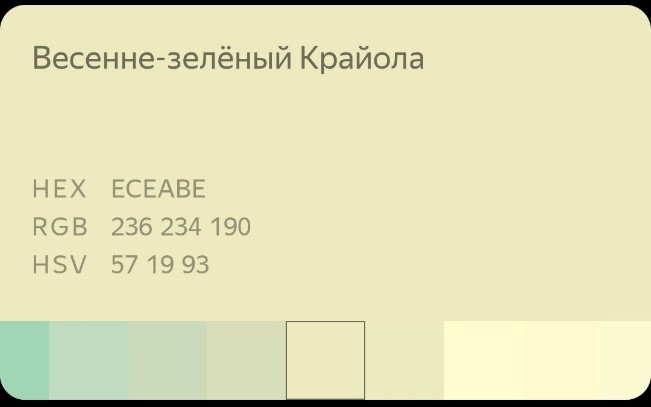 Весенне-зелёный Крайола
HEX ECEABE
RGB 236 234 190
HSV 57 19 93